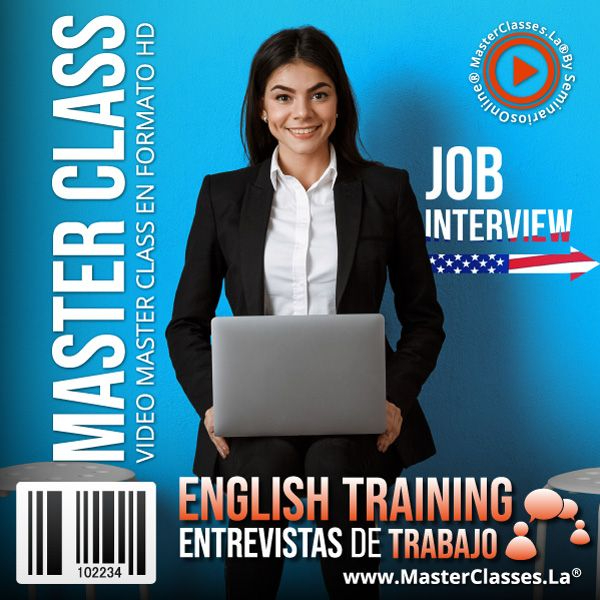 MASTER CLASS
VIDEO MASTER CLASS EN FORMATO HD
MasterClasses.La®By SeminariosOnline®
JOB
INTERVIEW
102234
ENGLISH TRAINING
ENTREVISTAS DE TRABAJO
www.MasterClasses.La®